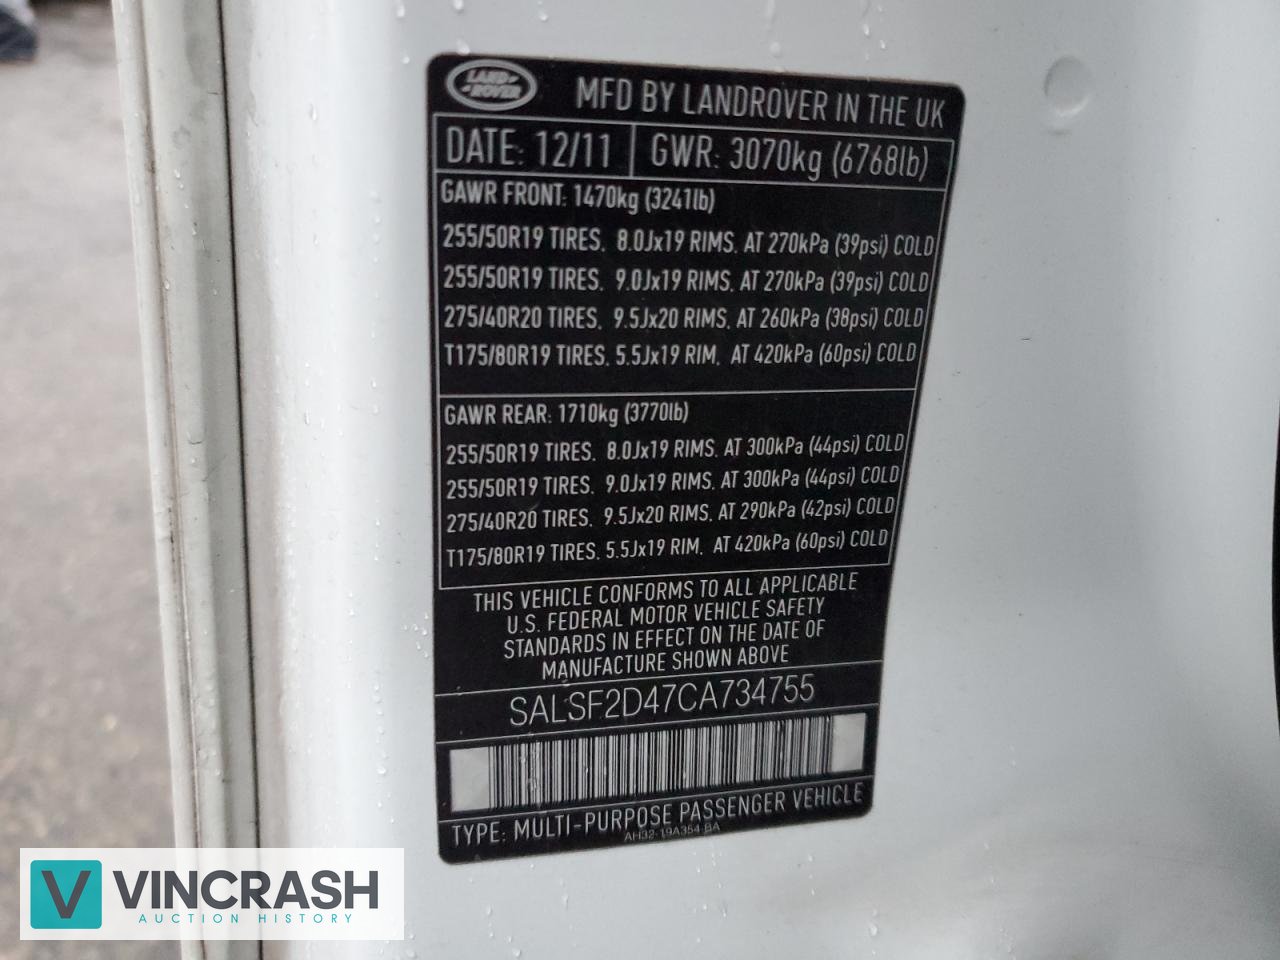 LAND ROVER
MFD BY LANDROVER IN THE UK
DATE: 12/11 GWR: 3070kg (6768lb)
GAWR FRONT: 1470kg (3241lb)
255/50R19 TIRES. 8.0Jx19 RIMS. AT 270kPa (39psi) COLD
255/50R19 TIRES. 9.0Jx19 RIMS. AT 270kPa (39psi) COLD
275/40R20 TIRES. 9.5Jx20 RIMS. AT 260kPa (38psi) COLD
T175/80R19 TIRES. 5.5Jx19 RIM. AT 420kPa (60psi) COLD
GAWR REAR: 1710kg (3770lb)
255/50R19 TIRES. 8.0Jx19 RIMS. AT 300kPa (44psi) COLD
255/50R19 TIRES. 9.0Jx19 RIMS. AT 300kPa (44psi) COLD
275/40R20 TIRES. 9.5Jx20 RIMS. AT 290kPa (42psi) COLD
T175/80R19 TIRES. 5.5Jx19 RIM. AT 420kPa (60psi) COLD
THIS VEHICLE CONFORMS TO ALL APPLICABLE
U.S. FEDERAL MOTOR VEHICLE SAFETY
STANDARDS IN EFFECT ON THE DATE OF
MANUFACTURE SHOWN ABOVE
SALSF2D47CA734755
TYPE: MULTI-PURPOSE PASSENGER VEHICLE
AH32-19A354-BA
V VINCRASH
AUCTION HISTORY